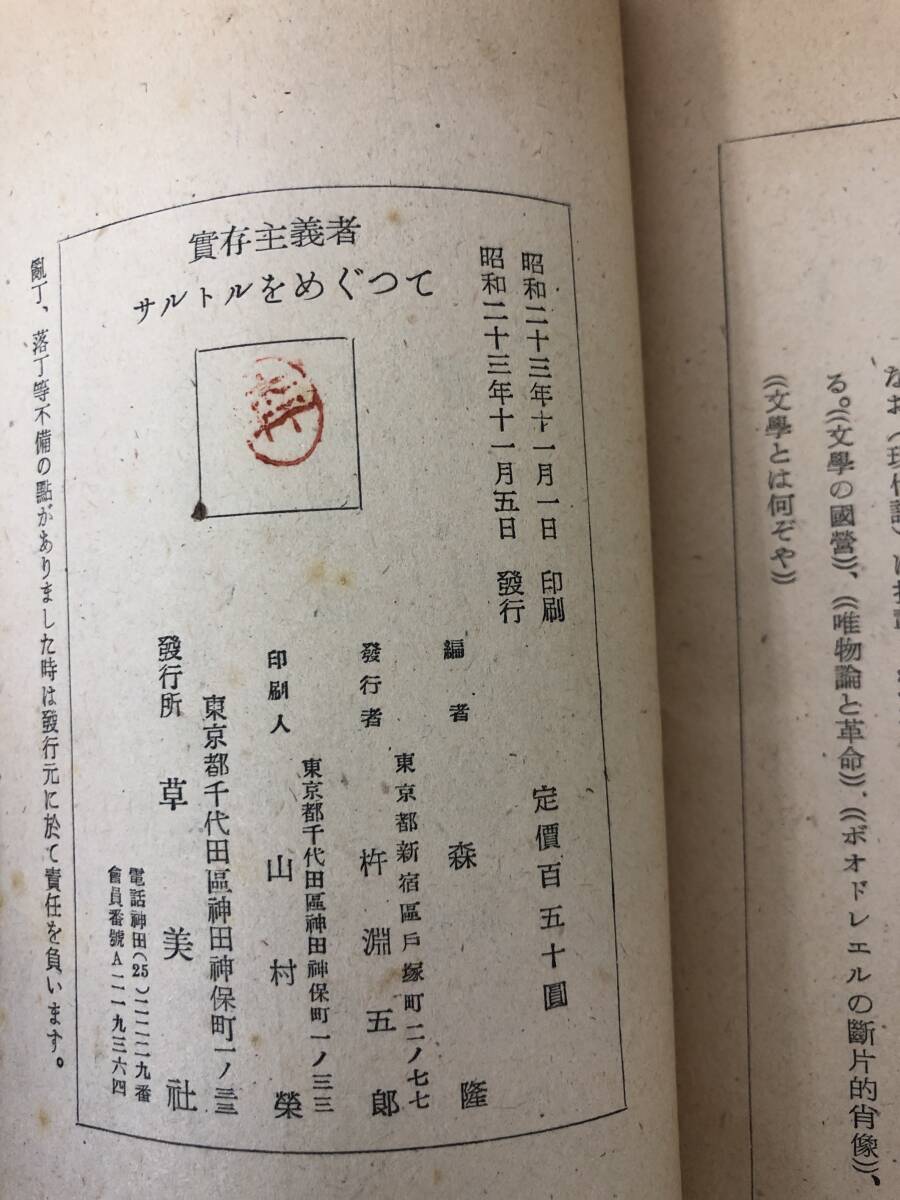 なお
る。《文學の國營》、《唯物論と革命》、《ボオドレエルの斷片的肖像》、
《文學とは何ぞや》
實存主義者
サルトルをめぐつて
昭和二十三年十一月一日 印刷
昭和二十三年十一月五日 發行
定價百五十圓
編者 森隆
東京都新宿區戶塚町二ノ七七
發行者 杵淵五郎
東京都千代田區神田神保町一ノ三三
印刷人 山村榮
東京都千代田區神田神保町一ノ三三
發行所 草美社
電話神田(25)二二二九番
會員番號A二一九三六四
亂丁、落丁等不備の點がありました時は發行元に於て責任を負います。